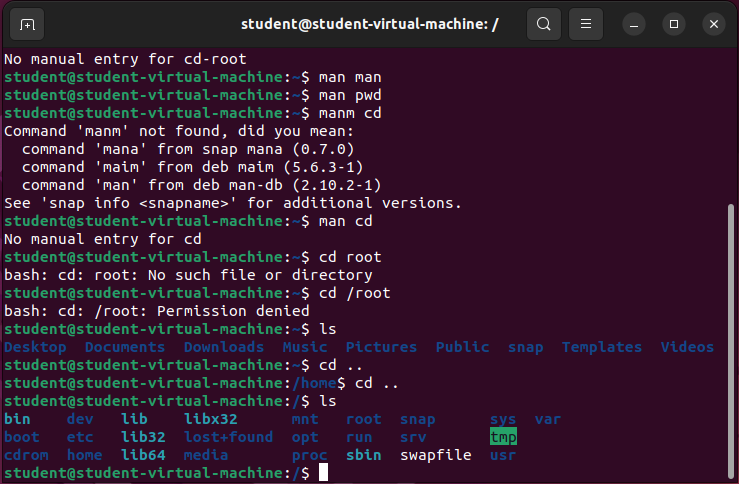 student@student-virtual-machine: /
No manual entry for cd-root
student@student-virtual-machine:~$ man man
student@student-virtual-machine:~$ man pwd
student@student-virtual-machine:~$ manm cd
Command 'manm' not found, did you mean:
  command 'mana' from snap mana (0.7.0)
  command 'maim' from deb maim (5.6.3-1)
  command 'man' from deb man-db (2.10.2-1)
See 'snap info <snapname>' for additional versions.
student@student-virtual-machine:~$ man cd
No manual entry for cd
student@student-virtual-machine:~$ cd root
bash: cd: root: No such file or directory
student@student-virtual-machine:~$ cd /root
bash: cd: /root: Permission denied
student@student-virtual-machine:~$ ls
Desktop  Documents  Downloads  Music  Pictures  Public  snap  Templates  Videos
student@student-virtual-machine:~$ cd ..
student@student-virtual-machine:/home$ cd ..
student@student-virtual-machine:/$ ls
bin    dev   lib    libx32      mnt   root  snap      sys  var
boot   etc   lib32  lost+found  opt   run   srv       tmp
cdrom  home  lib64  media       proc  sbin  swapfile  usr
student@student-virtual-machine:/$